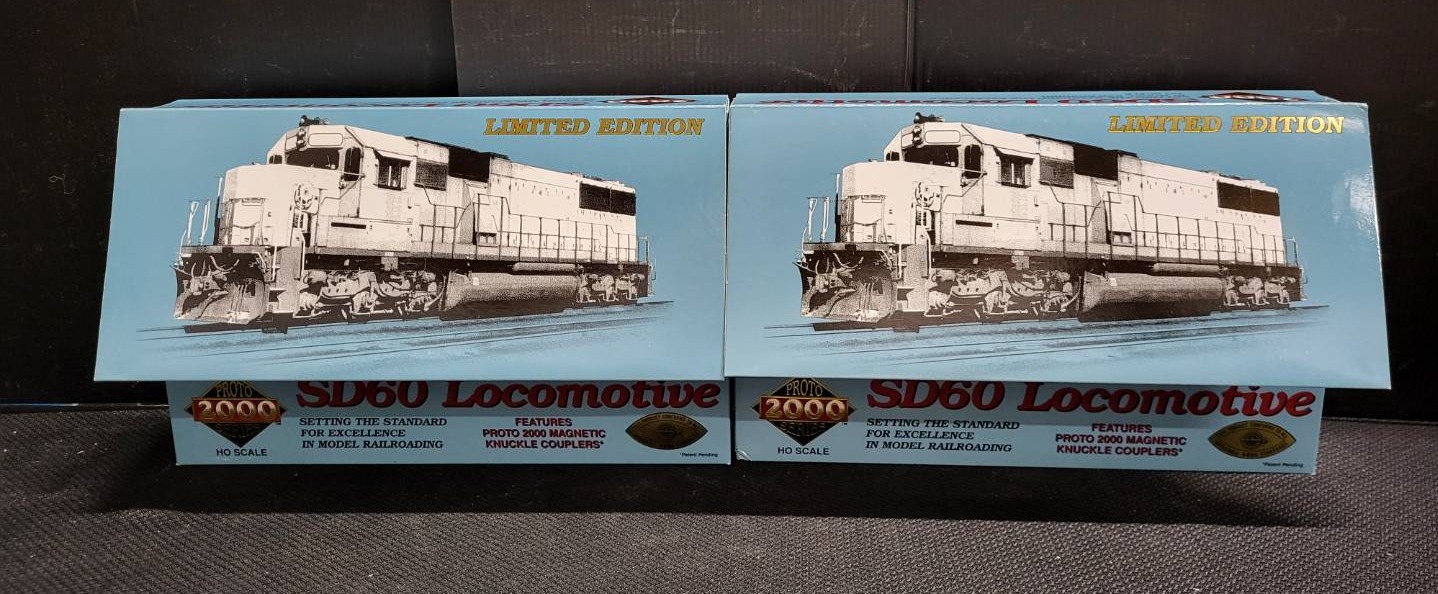 LIMITED EDITION
PROTO
2000
SERIES
HO SCALE
SD60 Locomotive
SETTING THE STANDARD
FOR EXCELLENCE
IN MODEL RAILROADING
FEATURES
PROTO 2000 MAGNETIC
KNUCKLE COUPLERS*
*Patent Pending
LIMITED EDITION
PROTO
2000
SERIES
HO SCALE
SD60 Locomotive
SETTING THE STANDARD
FOR EXCELLENCE
IN MODEL RAILROADING
FEATURES
PROTO 2000 MAGNETIC
KNUCKLE COUPLERS*
*Patent Pending